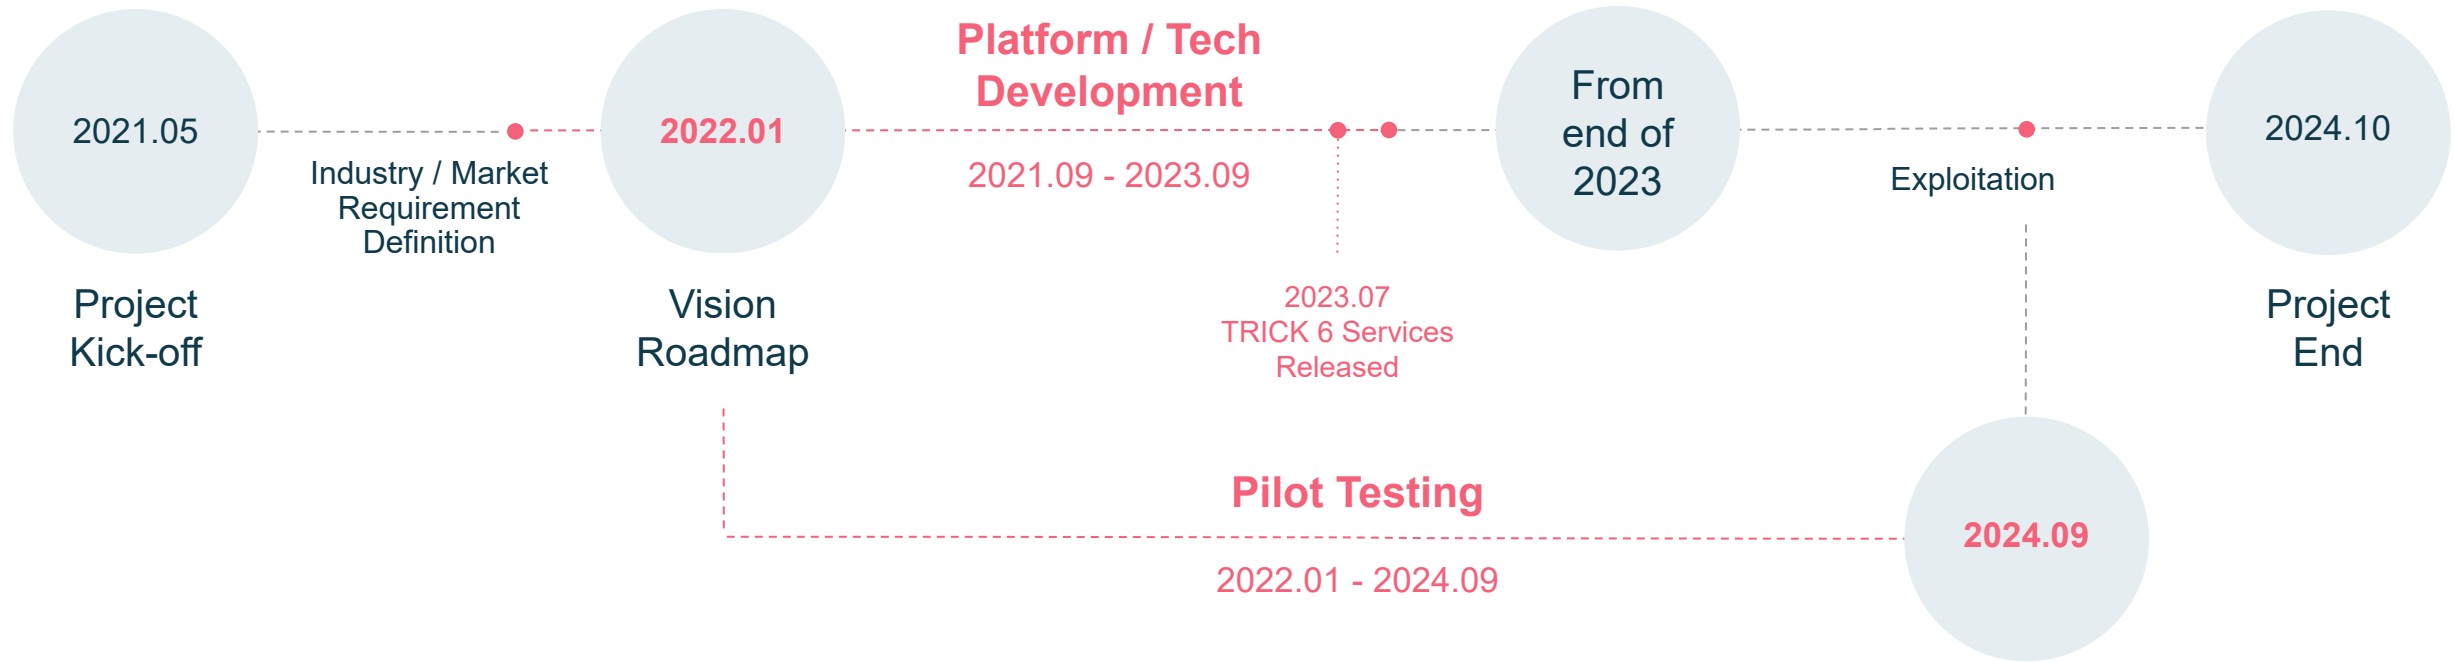 2021.05
Project
Kick-off
Industry / Market
Requirement
Definition
2022.01
Vision
Roadmap
Platform / Tech
Development
2021.09 - 2023.09
2023.07
TRICK 6 Services
Released
From
end of
2023
Exploitation
2024.10
Project
End
Pilot Testing
2022.01 - 2024.09
2024.09